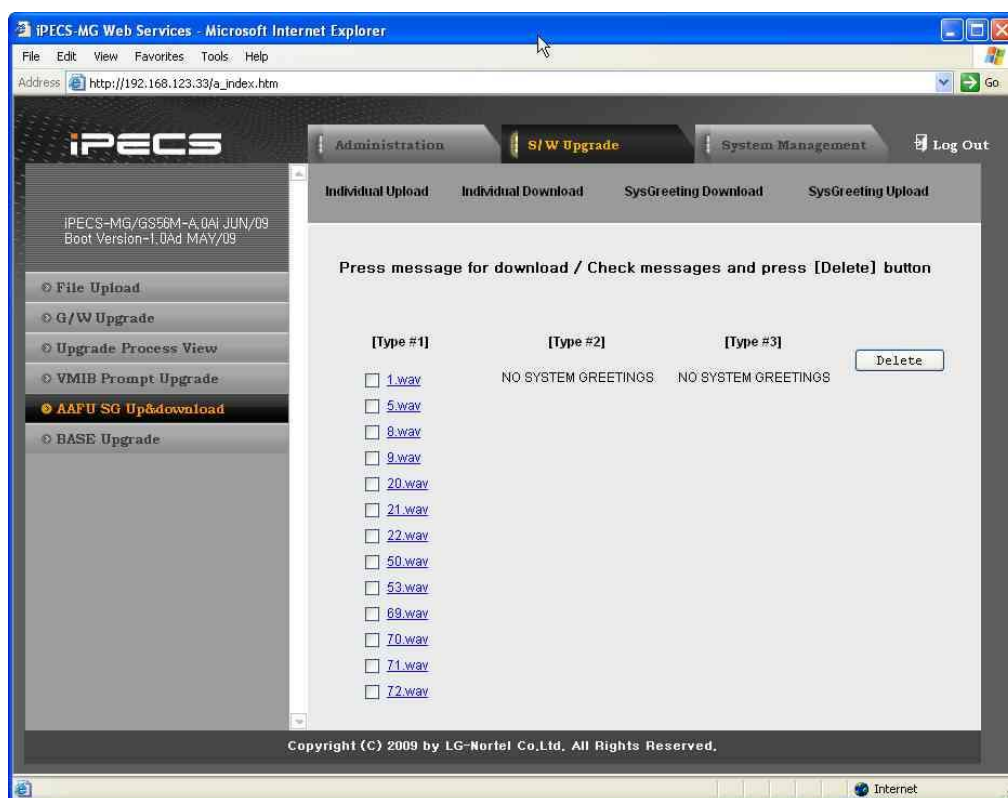 iPECS-MG Web Services - Microsoft Internet Explorer
File Edit View Favorites Tools Help
Address http://192.168.123.33/a_index.htm Go
iPECS
Administration S/W Upgrade System Management Log Out
Individual Upload Individual Download SysGreeting Download SysGreeting Upload
iPECS-MG/GS56M-A.0Ai JUN/09
Boot Version-1.0Ad MAY/09
File Upload
G/W Upgrade
Upgrade Process View
VMIB Prompt Upgrade
AAFU SG Up&download
BASE Upgrade
Press message for download / Check messages and press [Delete] button
[Type #1] [Type #2] [Type #3]
Delete
1.wav NO SYSTEM GREETINGS NO SYSTEM GREETINGS
5.wav
8.wav
9.wav
20.wav
21.wav
22.wav
50.wav
53.wav
69.wav
70.wav
71.wav
72.wav
Copyright (C) 2009 by LG-Nortel Co,Ltd, All Rights Reserved.
Internet